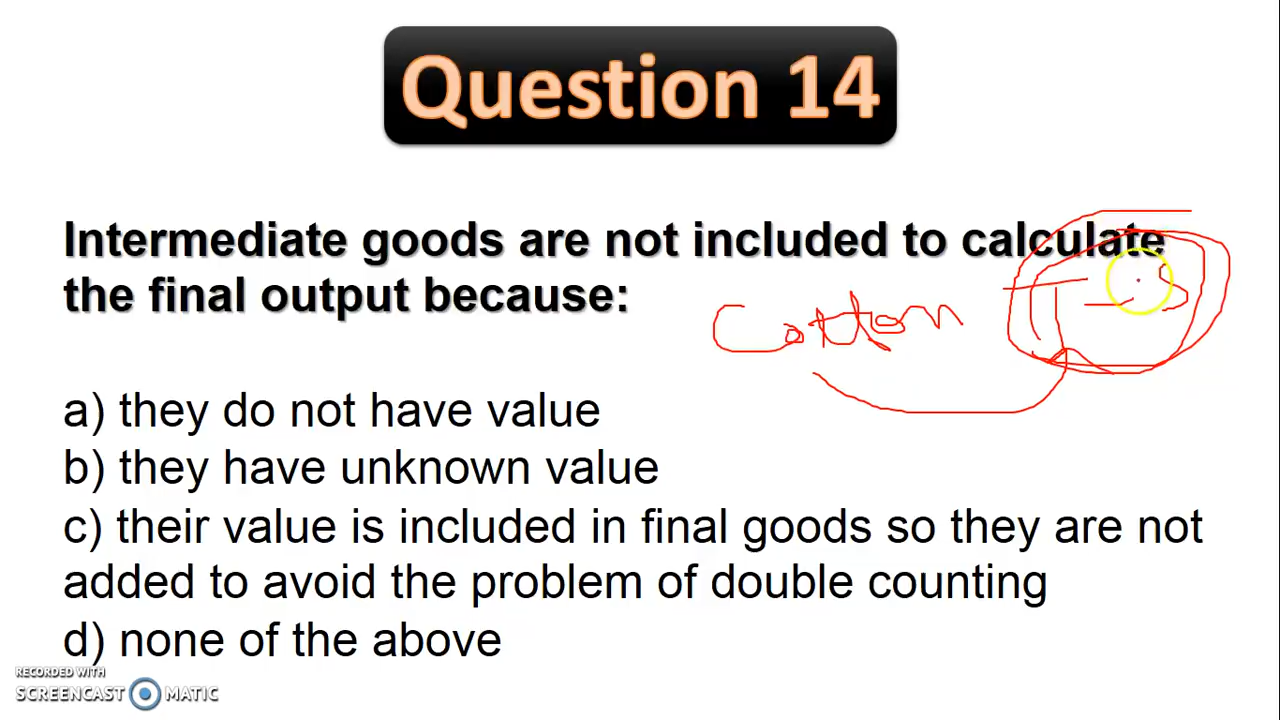 Question 14
Intermediate goods are not included to calculate
the final output because:
Cotton T-S
a) they do not have value
b) they have unknown value
c) their value is included in final goods so they are not
added to avoid the problem of double counting
d) none of the above
RECORDED WITH
SCREENCAST MATIC